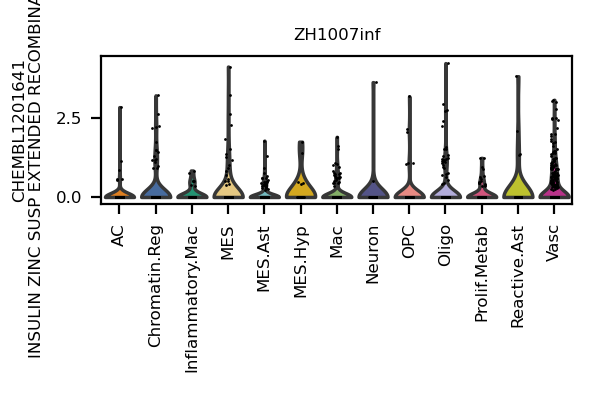 ZH1007inf
CHEMBL1201641
INSULIN ZINC SUSP EXTENDED RECOMBINA
2.5
0.0
AC
Chromatin.Reg
Inflammatory.Mac
MES
MES.Ast
MES.Hyp
Mac
Neuron
OPC
Oligo
Prolif.Metab
Reactive.Ast
Vasc